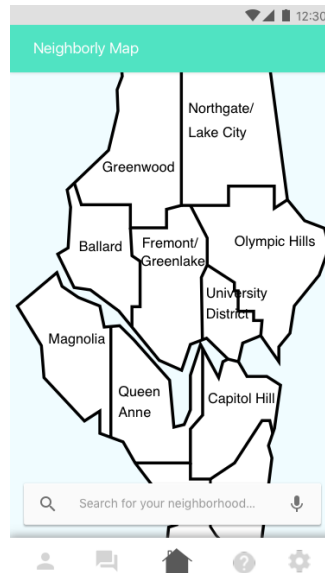 12:30
Neighborly Map
Northgate/
Lake City
Greenwood
Ballard
Fremont/
Greenlake
Olympic Hills
University
District
Magnolia
Queen
Anne
Capitol Hill
Search for your neighborhood...